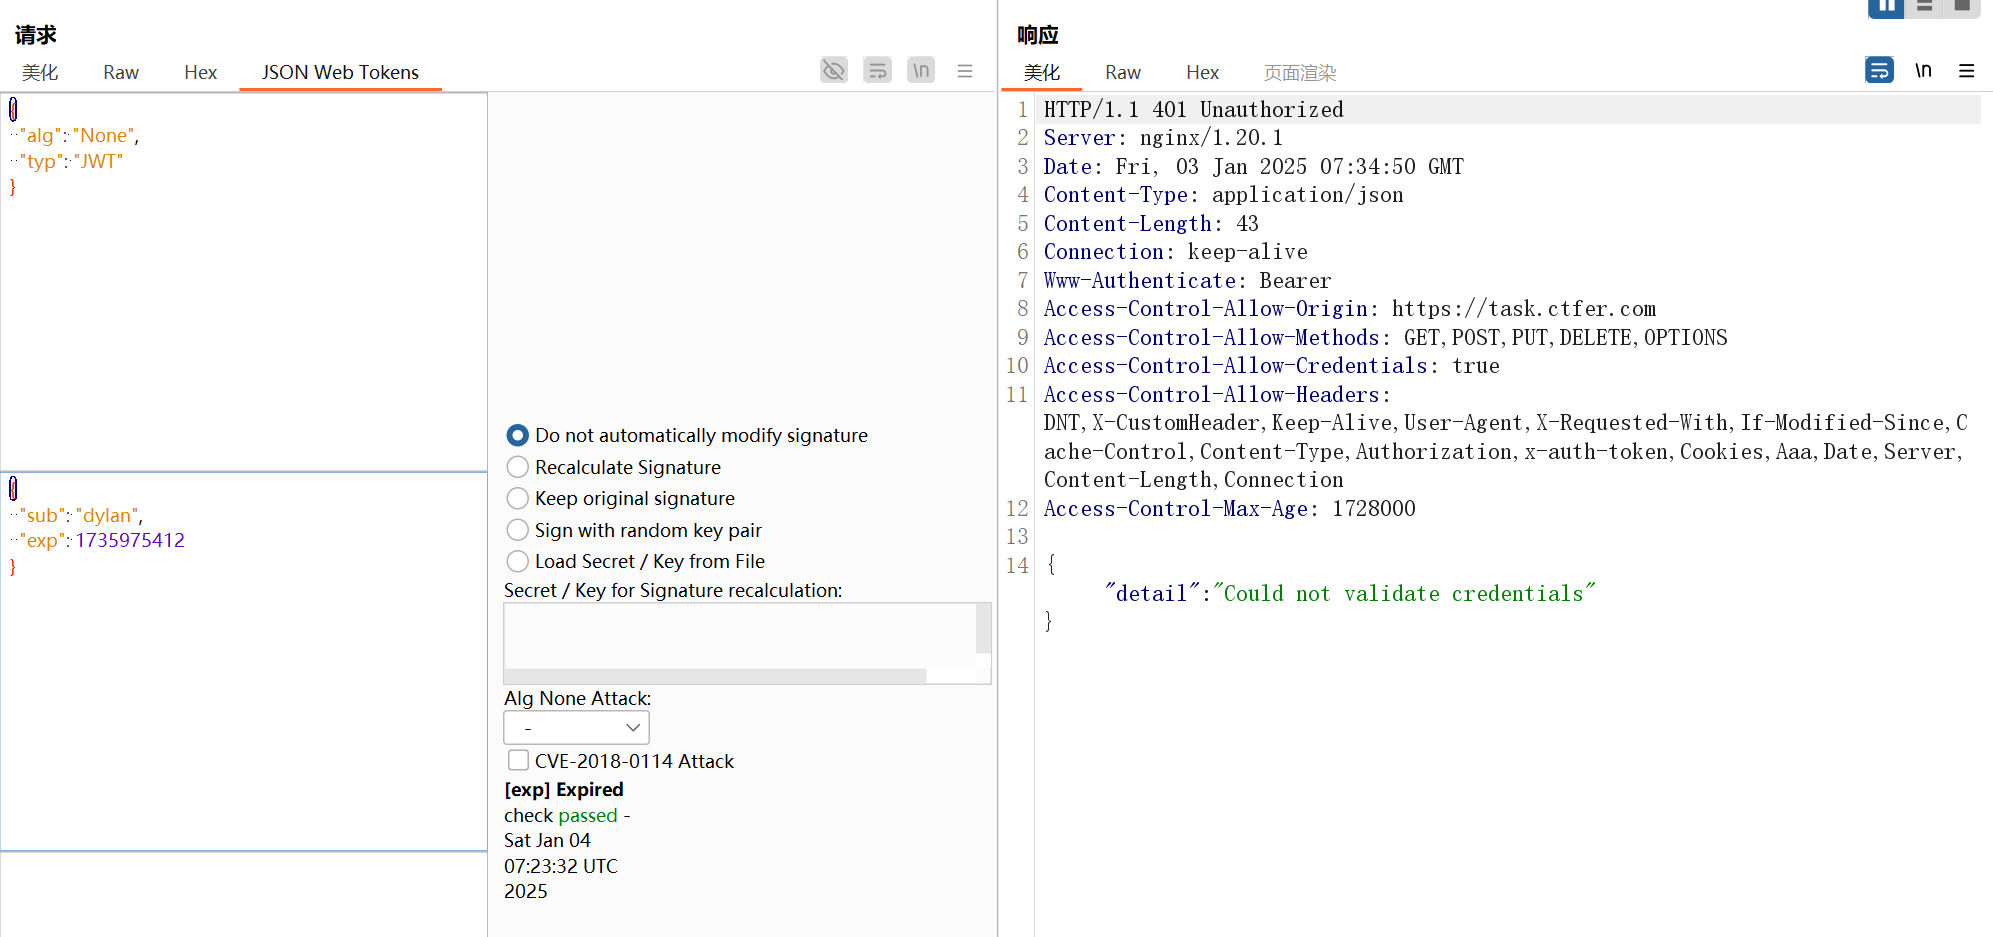 请求
美化 Raw Hex JSON Web Tokens
\n
{
"alg":"None",
"typ":"JWT"
}
{
"sub":"dylan",
"exp":1735975412
}
Do not automatically modify signature
Recalculate Signature
Keep original signature
Sign with random key pair
Load Secret / Key from File
Secret / Key for Signature recalculation:
Alg None Attack:
-
CVE-2018-0114 Attack
[exp] Expired
check passed -
Sat Jan 04
07:23:32 UTC
2025
响应
美化 Raw Hex 页面渲染
\n
1 HTTP/1.1 401 Unauthorized
2 Server: nginx/1.20.1
3 Date: Fri, 03 Jan 2025 07:34:50 GMT
4 Content-Type: application/json
5 Content-Length: 43
6 Connection: keep-alive
7 Www-Authenticate: Bearer
8 Access-Control-Allow-Origin: https://task.ctfer.com
9 Access-Control-Allow-Methods: GET,POST,PUT,DELETE,OPTIONS
10 Access-Control-Allow-Credentials: true
11 Access-Control-Allow-Headers:
DNT,X-CustomHeader,Keep-Alive,User-Agent,X-Requested-With,If-Modified-Since,C
ache-Control,Content-Type,Authorization,x-auth-token,Cookies,Aaa,Date,Server,
Content-Length,Connection
12 Access-Control-Max-Age: 1728000
13
14 {
"detail":"Could not validate credentials"
}